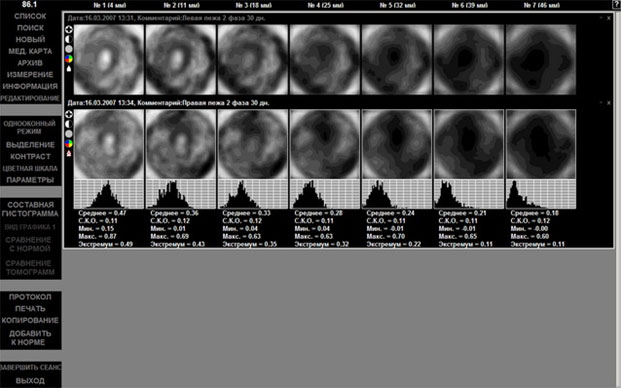 86.1 № 1 (4 мм) № 2 (11 мм) № 3 (18 мм) № 4 (25 мм) № 5 (32 мм) № 6 (39 мм) № 7 (46 мм) ?
СПИСОК
ПОИСК
НОВЫЙ
МЕД. КАРТА
АРХИВ
ИЗМЕРЕНИЕ
ИНФОРМАЦИЯ
РЕДАКТИРОВАНИЕ
ОДНООКОННЫЙ
РЕЖИМ
ВЫДЕЛЕНИЕ
КОНТРАСТ
ЦВЕТНАЯ ШКАЛА
ПАРАМЕТРЫ
СОСТАВНАЯ
ГИСТОГРАММА
ВИД ГРАФИКА 1
СРАВНЕНИЕ
С НОРМОЙ
СРАВНЕНИЕ
ТОМОГРАММ
ПРОТОКОЛ
ПЕЧАТЬ
КОПИРОВАНИЕ
ДОБАВИТЬ
К НОРМЕ
ЗАВЕРШИТЬ СЕАНС
ВЫХОД
Дата:16.03.2007 13:31, Комментарий:Левая лежа 2 фаза 30 дн.
Дата:16.03.2007 13:34, Комментарий:Правая лежа 2 фаза 30 дн.
Среднее = 0.47 Среднее = 0.36 Среднее = 0.33 Среднее = 0.28 Среднее = 0.24 Среднее = 0.21 Среднее = 0.18
С.К.О. = 0.11 С.К.О. = 0.12 С.К.О. = 0.12 С.К.О. = 0.11 С.К.О. = 0.11 С.К.О. = 0.11 С.К.О. = 0.12
Мин. = 0.15 Мин. = 0.01 Мин. = 0.04 Мин. = 0.04 Мин. = -0.01 Мин. = -0.01 Мин. = -0.00
Макс. = 0.87 Макс. = 0.69 Макс. = 0.63 Макс. = 0.63 Макс. = 0.70 Макс. = 0.65 Макс. = 0.60
Экстремум = 0.49 Экстремум = 0.43 Экстремум = 0.35 Экстремум = 0.32 Экстремум = 0.22 Экстремум = 0.11 Экстремум = 0.11